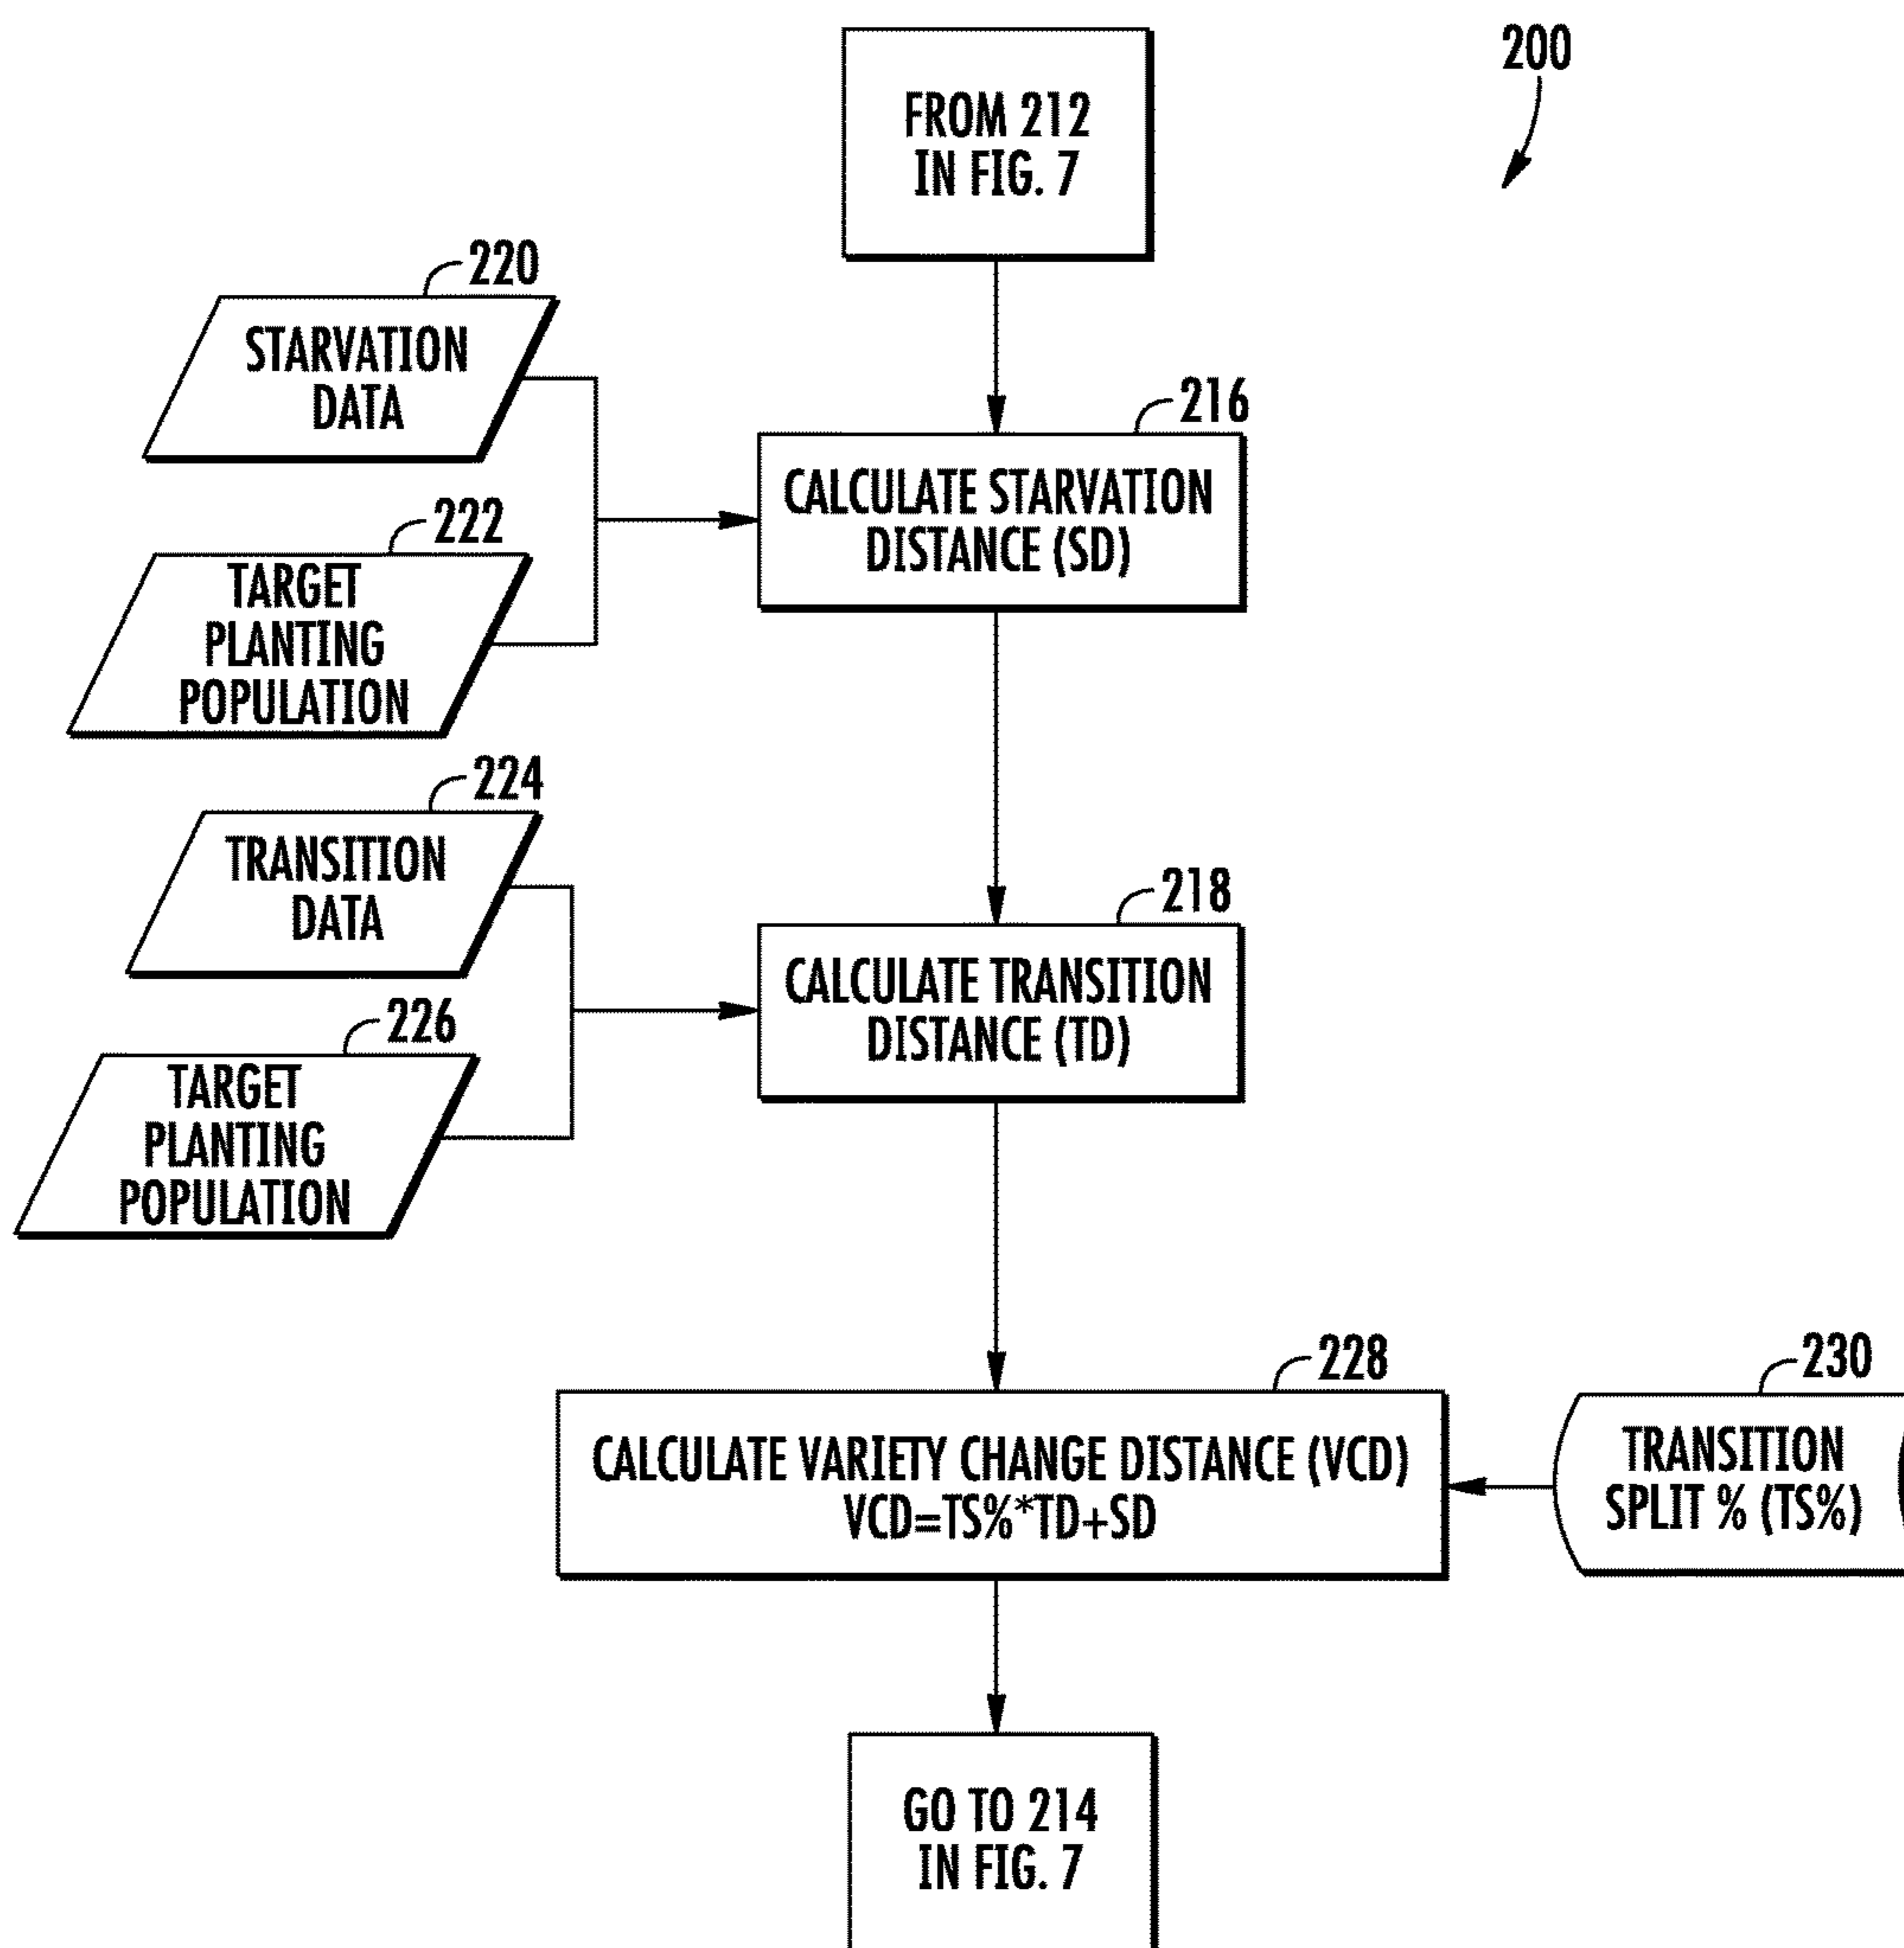 200
FROM 212
IN FIG. 7
220
STARVATION
DATA
216
CALCULATE STARVATION
DISTANCE (SD)
222
TARGET
PLANTING
POPULATION
224
TRANSITION
DATA
218
CALCULATE TRANSITION
DISTANCE (TD)
226
TARGET
PLANTING
POPULATION
228
CALCULATE VARIETY CHANGE DISTANCE (VCD)
VCD=TS%*TD+SD
230
TRANSITION
SPLIT % (TS%)
GO TO 214
IN FIG. 7